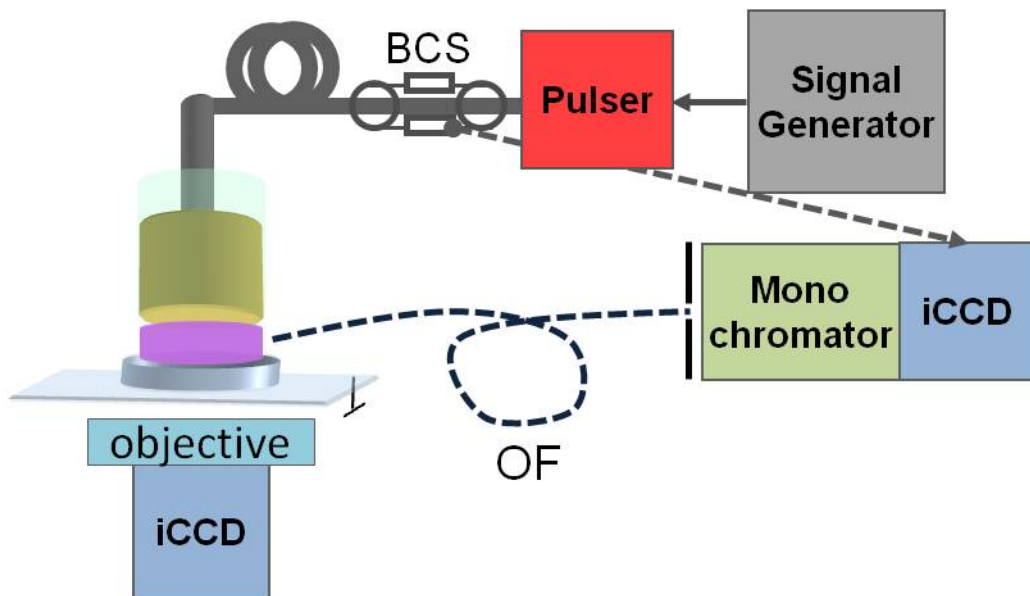 BCS
Pulser
Signal
Generator
Mono
chromator
iCCD
OF
objective
iCCD